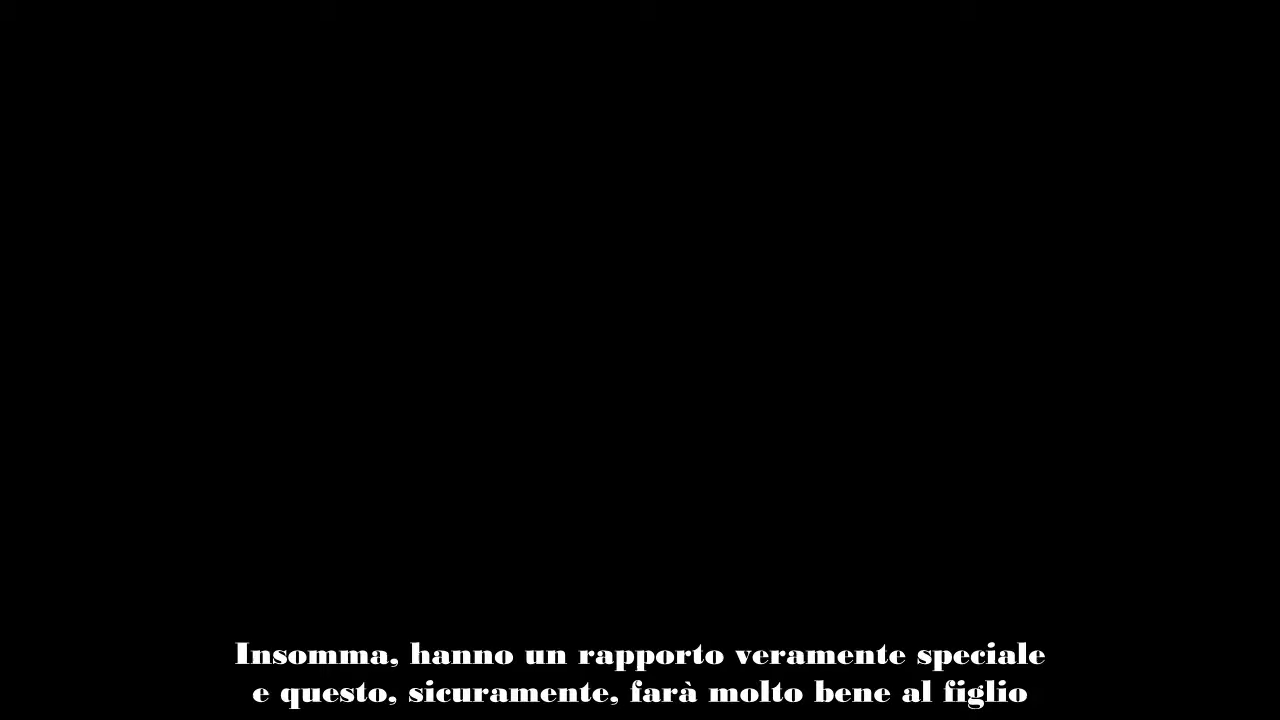 Insomma, hanno un rapporto veramente speciale
e questo, sicuramente, farà molto bene al figlio